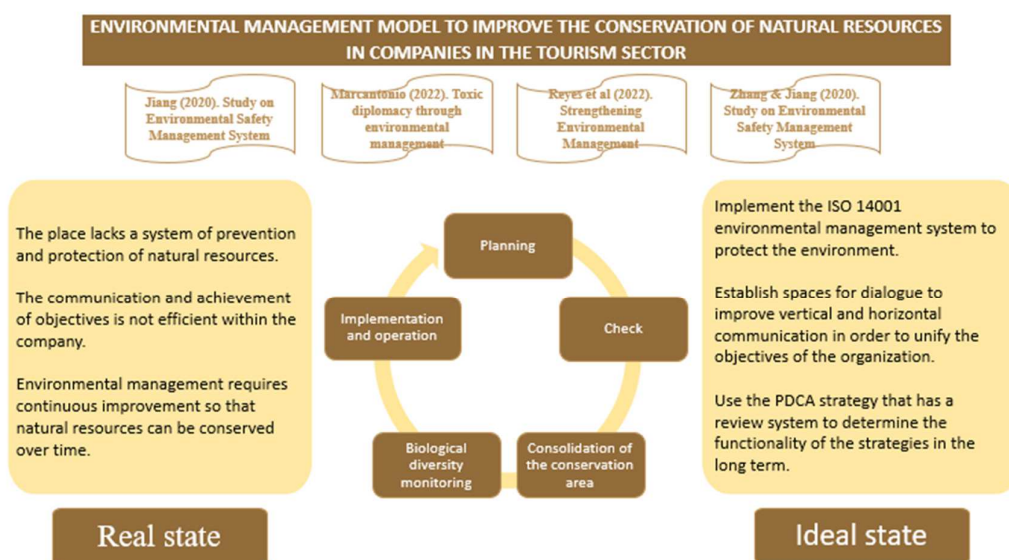 ENVIRONMENTAL MANAGEMENT MODEL TO IMPROVE THE CONSERVATION OF NATURAL RESOURCES
IN COMPANIES IN THE TOURISM SECTOR
Jiang (2020). Study on
Environmental Safety
Management System
Marcantonio (2022). Toxic
diplomacy through
environmental
management
Reyes et al (2022).
Strengthening
Environmental
Management
Zhang & Jiang (2020).
Study on Environmental
Safety Management
System
The place lacks a system of prevention
and protection of natural resources.
The communication and achievement
of objectives is not efficient within the
company.
Environmental management requires
continuous improvement so that
natural resources can be conserved
over time.
Real state
Planning
Check
Consolidation of
the conservation
area
Biological
diversity
monitoring
Implementation
and operation
Implement the ISO 14001
environmental management system to
protect the environment.
Establish spaces for dialogue to
improve vertical and horizontal
communication in order to unify the
objectives of the organization.
Use the PDCA strategy that has a
review system to determine the
functionality of the strategies in the
long term.
Ideal state